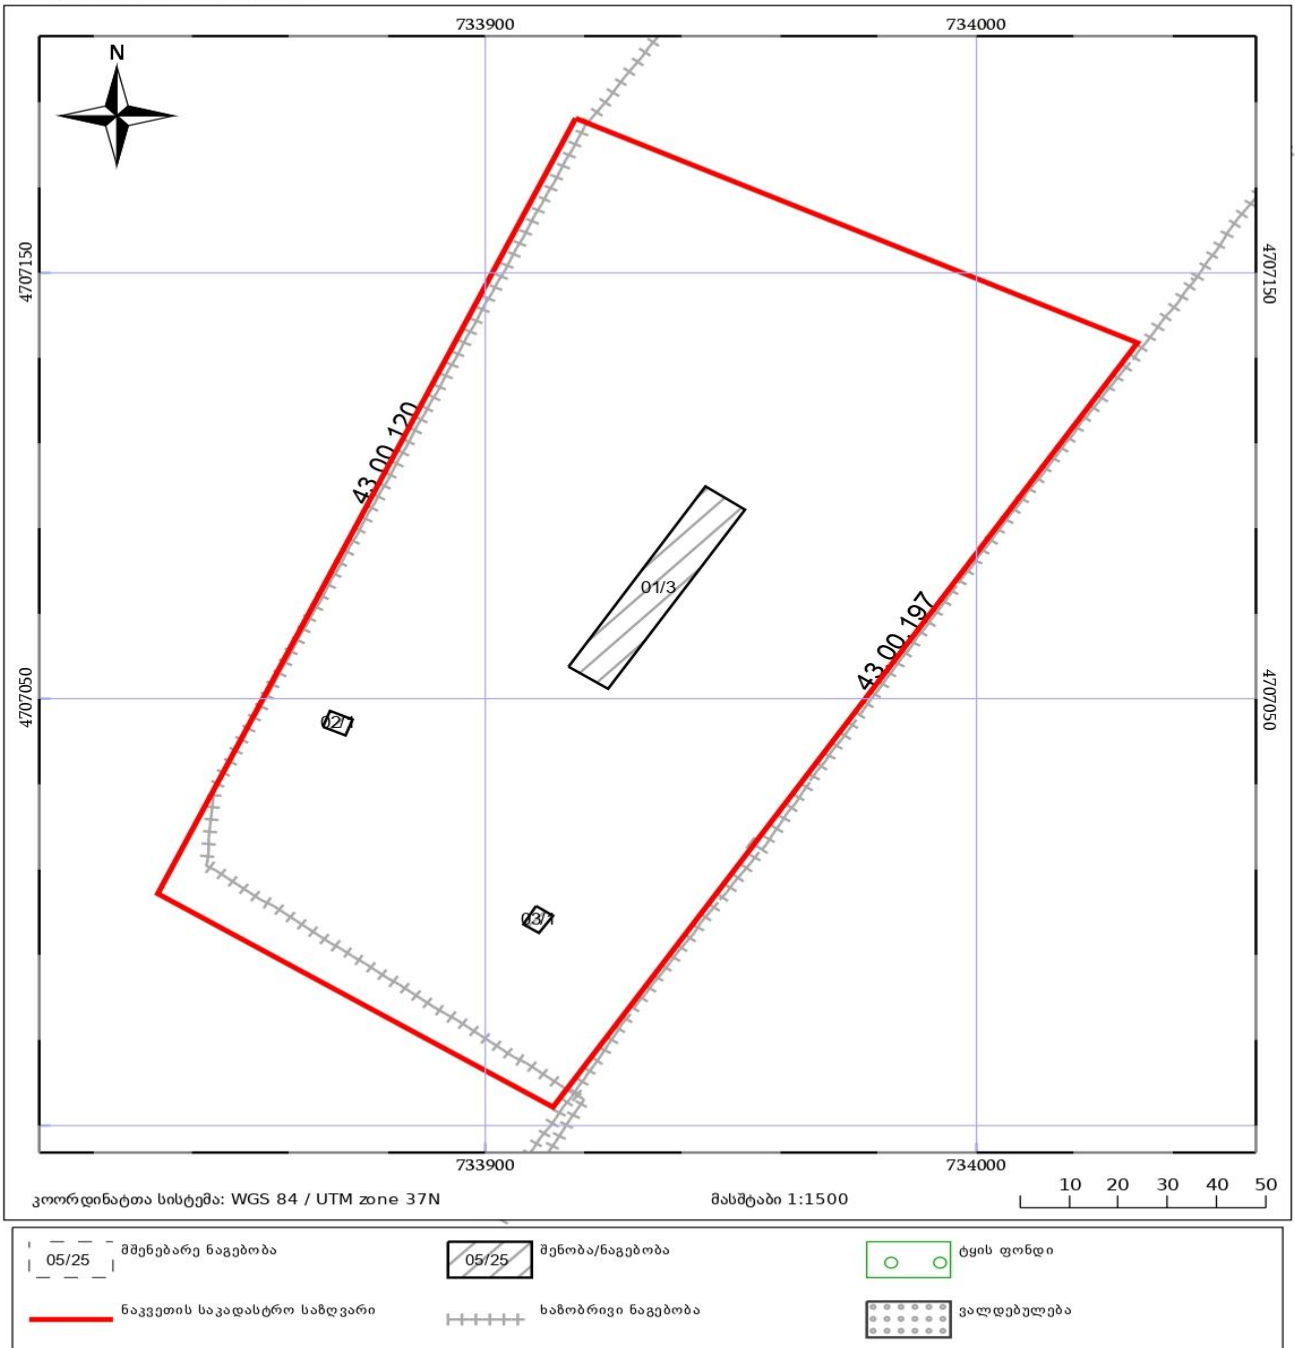 733900 734000
N
4707150 4707150
43.00.120
01/3
43.00.197
4707050 4707050
02/1
03/1
733900 734000
კოორდინატთა სისტემა: WGS 84 / UTM zone 37N მასშტაბი 1:1500 10 20 30 40 50
05/25 მშენებარე ნაგებობა 05/25 შენობა/ნაგებობა ტყის ფონდი
ნაკვეთის საკადასტრო საზღვარი ხაზობრივი ნაგებობა ვალდებულება